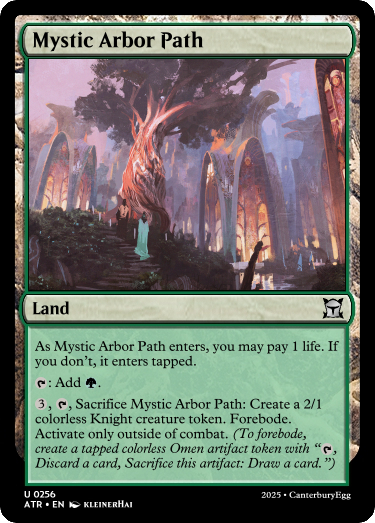 Mystic Arbor Path
Land
As Mystic Arbor Path enters, you may pay 1 life. If
you don't, it enters tapped.
: Add .
3, , Sacrifice Mystic Arbor Path: Create a 2/1
colorless Knight creature token. Forebode.
Activate only outside of combat. (To forebode,
create a tapped colorless Omen artifact token with “,
Discard a card, Sacrifice this artifact: Draw a card.”)
U 0256
ATR • EN KLEINERHAI
2025 • CanterburyEgg